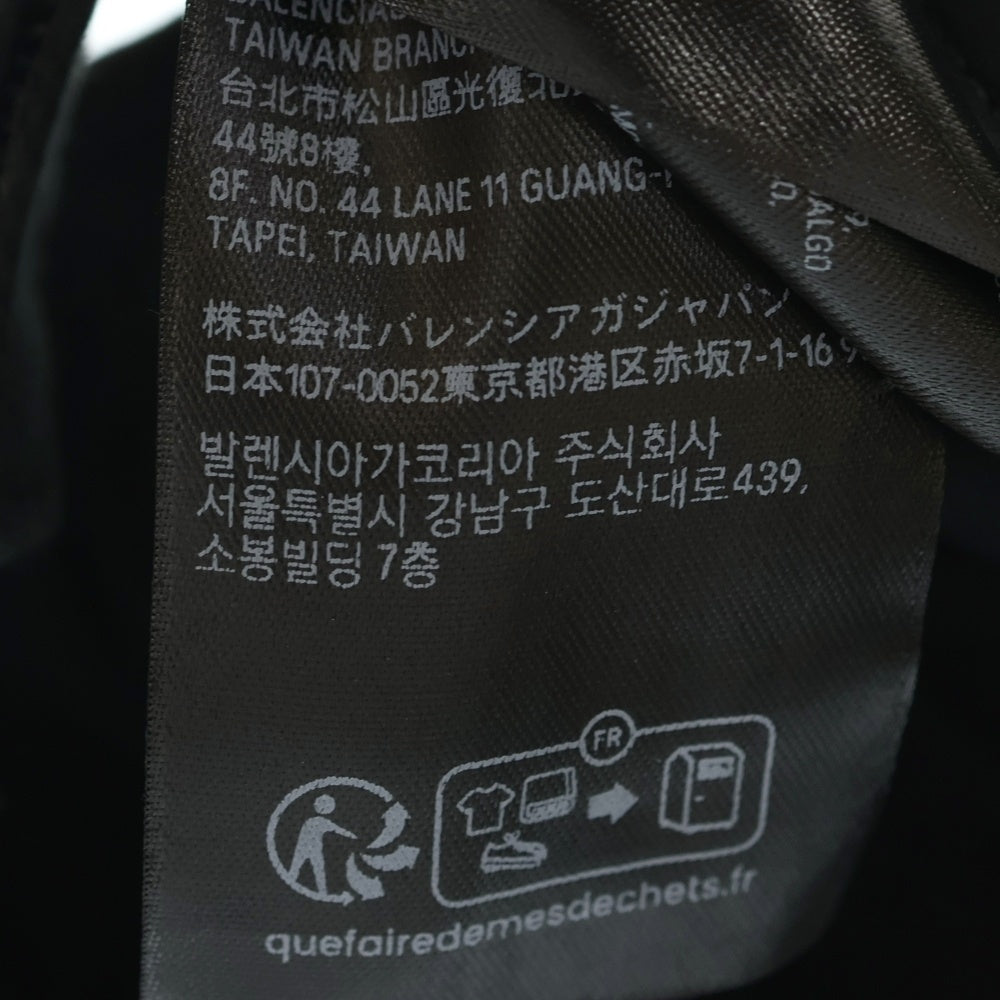 TAIWAN
台北市松山區光復北
44號8樓,
8F. NO. 44 LANE 11 GUANG-
TAPEI, TAIWAN
株式会社バレンシアガジャパン
日本107-0052東京都港区赤坂7-1-16
발렌시아가코리아 주식회사
서울특별시 강남구 도산대로439,
소봉빌딩 7층
FR
quefairedemesdechets.fr